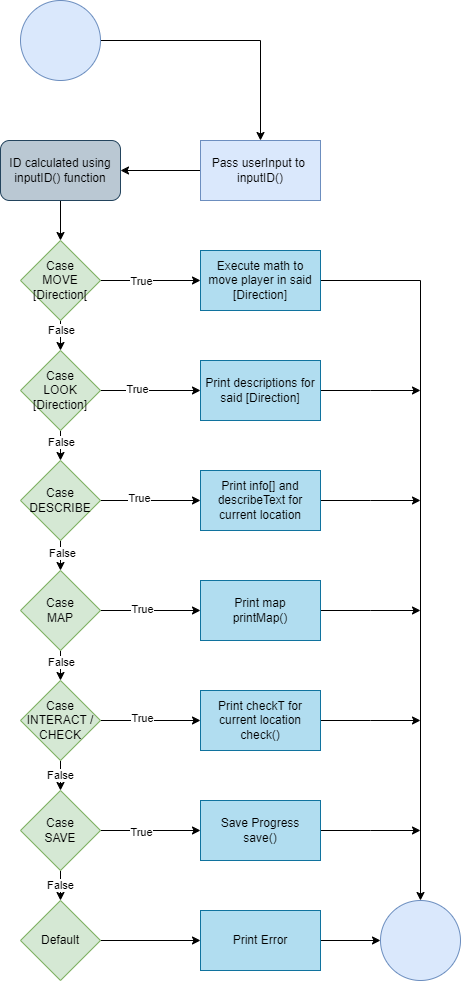 Pass userInput to
inputID()
ID calculated using
inputID() function
Case
MOVE
[Direction[
True
Execute math to
move player in said
[Direction]
False
Case
LOOK
[Direction]
True
Print descriptions for
said [Direction]
False
Case
DESCRIBE
True
Print info[] and
describeText for
current location
False
Case
MAP
True
Print map
printMap()
False
Case
INTERACT /
CHECK
True
Print checkT for
current location
check()
False
Case
SAVE
True
Save Progress
save()
False
Default
Print Error